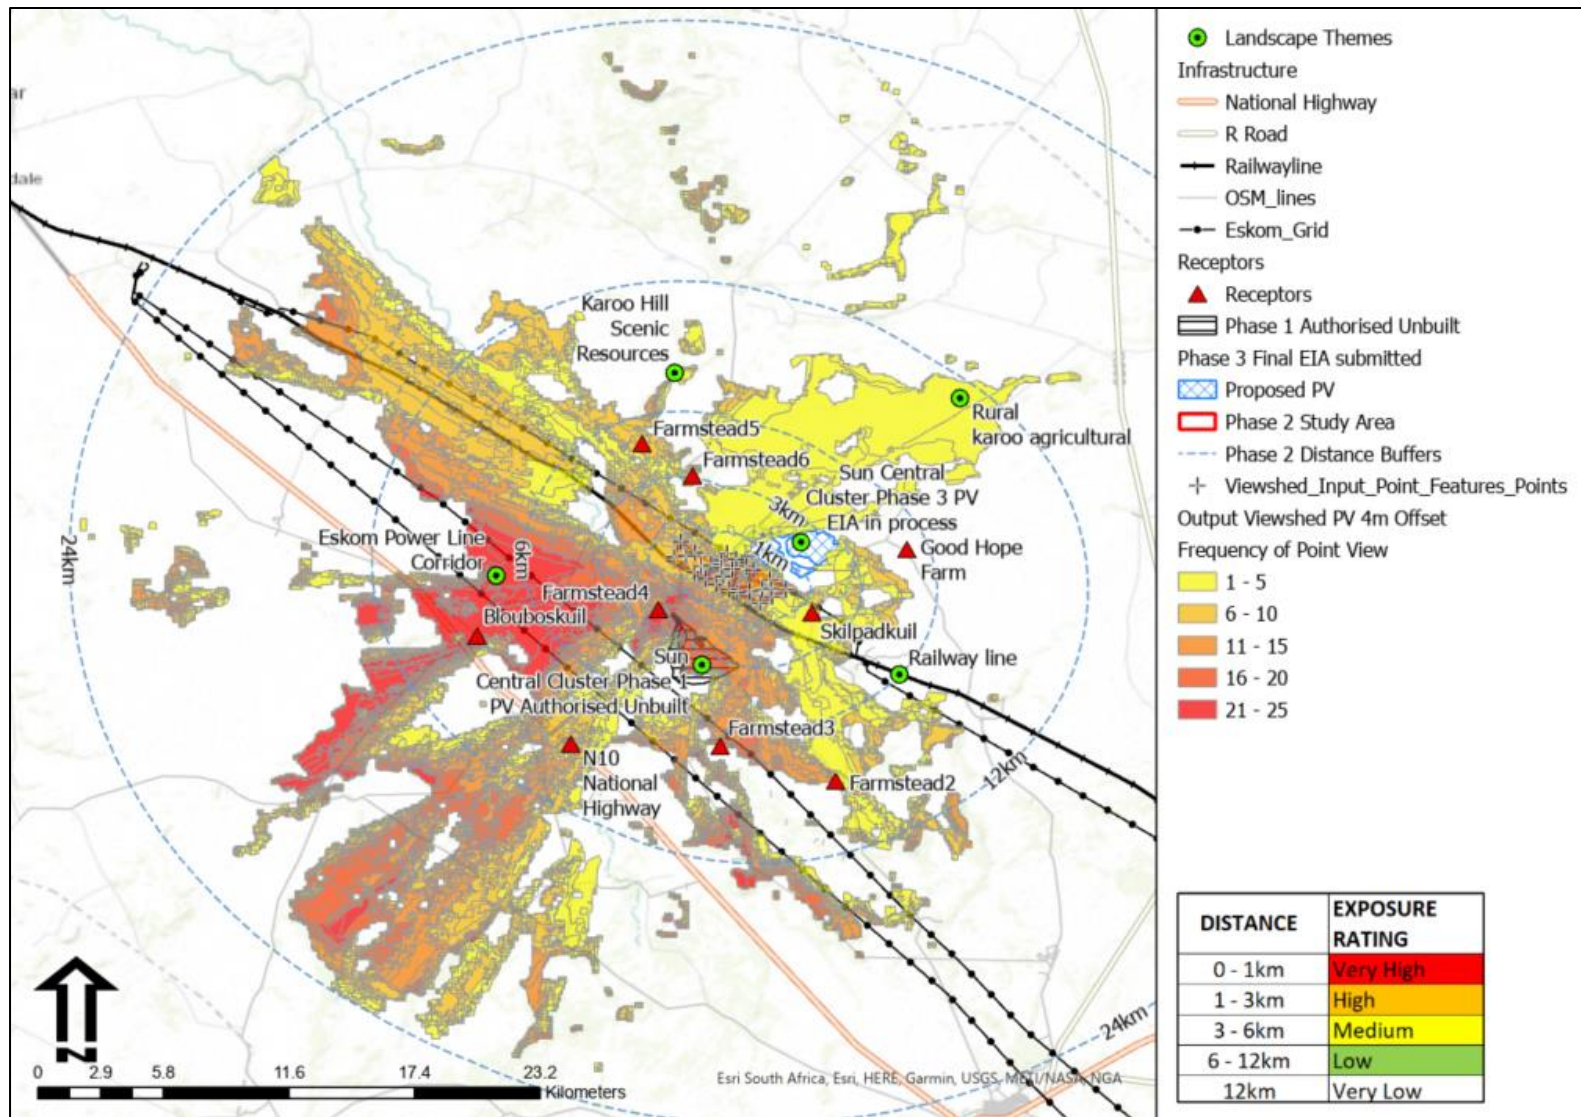 ar
dale
Karoo Hill
Scenic
Resources
Farmstead5
Farmstead6
Rural
karoo agricultural
Sun Central
Cluster Phase 3 PV
EIA in process
3km
1km
Good Hope
Farm
Eskom Power Line
Corridor
6km
24km
Farmstead4
Blouboskuil
Skilpadkuil
Sun
Central Cluster Phase 1
PV Authorised Unbuilt
Railway line
Farmstead3
N10
National
Highway
Farmstead2
12km
24km
N
0 2.9 5.8 11.6 17.4 23.2
Kilometers
Esri South Africa, Esri, HERE, Garmin, USGS, METI/NASA, NGA
Landscape Themes
Infrastructure
National Highway
R Road
Railwayline
OSM_lines
Eskom_Grid
Receptors
Receptors
Phase 1 Authorised Unbuilt
Phase 3 Final EIA submitted
Proposed PV
Phase 2 Study Area
Phase 2 Distance Buffers
Viewshed_Input_Point_Features_Points
Output Viewshed PV 4m Offset
Frequency of Point View
1 - 5
6 - 10
11 - 15
16 - 20
21 - 25
DISTANCE EXPOSURE
RATING
0 - 1km Very High
1 - 3km High
3 - 6km Medium
6 - 12km Low
12km Very Low